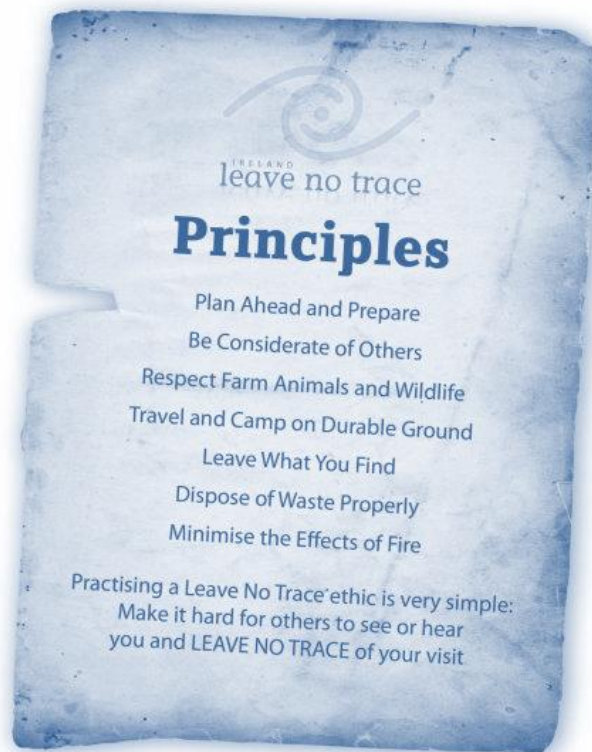 IRELAND
leave no trace
Principles
Plan Ahead and Prepare
Be Considerate of Others
Respect Farm Animals and Wildlife
Travel and Camp on Durable Ground
Leave What You Find
Dispose of Waste Properly
Minimise the Effects of Fire
Practising a Leave No Trace ethic is very simple:
Make it hard for others to see or hear
you and LEAVE NO TRACE of your visit